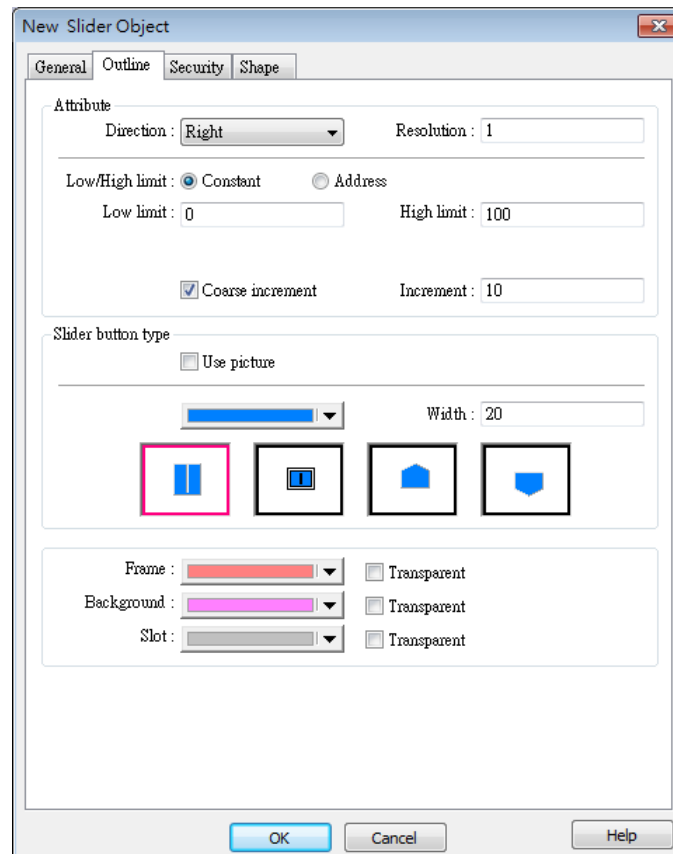 New Slider Object
General Outline Security Shape
Attribute
Direction : Right Resolution : 1
Low/High limit : Constant Address
Low limit : 0 High limit : 100
Coarse increment Increment : 10
Slider button type
Use picture
Width : 20
Frame : Transparent
Background : Transparent
Slot : Transparent
OK Cancel Help